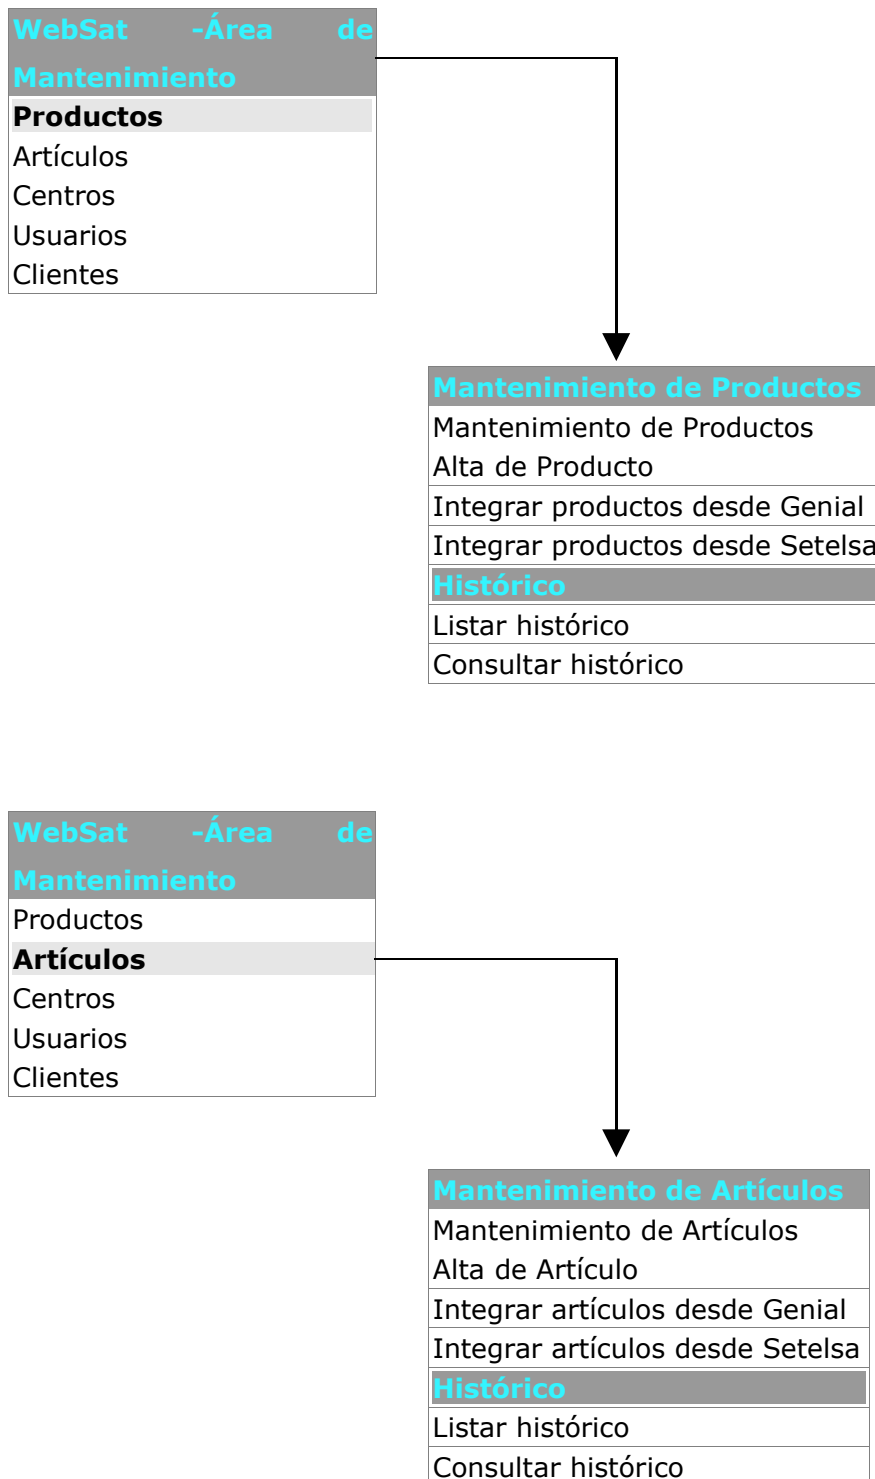 WebSat -Área de
Mantenimiento
Productos
Artículos
Centros
Usuarios
Clientes
Mantenimiento de Productos
Mantenimiento de Productos
Alta de Producto
Integrar productos desde Genial
Integrar productos desde Setelsa
Histórico
Listar histórico
Consultar histórico
WebSat -Área de
Mantenimiento
Productos
Artículos
Centros
Usuarios
Clientes
Mantenimiento de Artículos
Mantenimiento de Artículos
Alta de Artículo
Integrar artículos desde Genial
Integrar artículos desde Setelsa
Histórico
Listar histórico
Consultar histórico